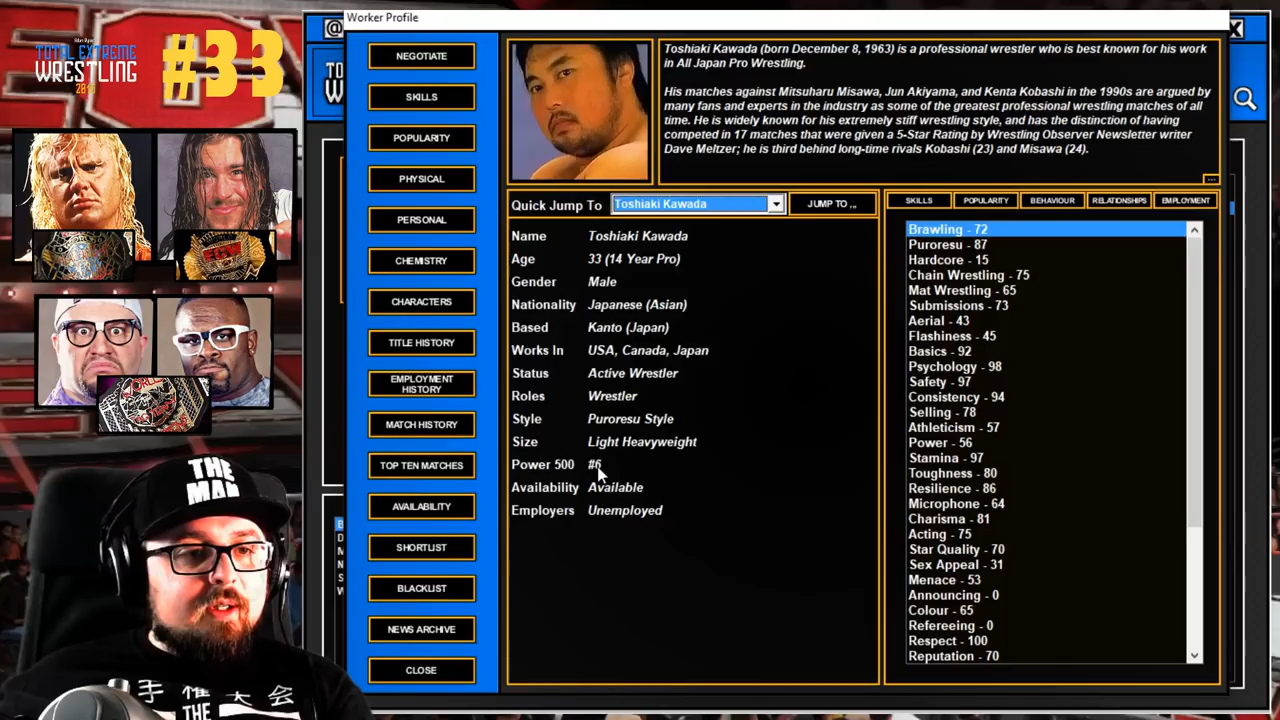 Worker Profile
TOTAL EXTREME
WRESTLING
#33
NEGOTIATE
SKILLS
POPULARITY
PHYSICAL
PERSONAL
CHEMISTRY
CHARACTERS
TITLE HISTORY
EMPLOYMENT
HISTORY
MATCH HISTORY
TOP TEN MATCHES
AVAILABILITY
SHORTLIST
BLACKLIST
NEWS ARCHIVE
CLOSE
Toshiaki Kawada (born December 8, 1963) is a professional wrestler who is best known for his work
in All Japan Pro Wrestling.
His matches against Mitsuharu Misawa, Jun Akiyama, and Kenta Kobashi in the 1990s are argued by
many fans and experts in the industry as some of the greatest professional wrestling matches of all
time. He is widely known for his extremely stiff wrestling style, and has the distinction of having
competed in 17 matches that were given a 5-Star Rating by Wrestling Observer Newsletter writer
Dave Meltzer; he is third behind long-time rivals Kobashi (23) and Misawa (24).
...
Quick Jump To Toshiaki Kawada JUMP TO ,,,
Name Toshiaki Kawada
Age 33 (14 Year Pro)
Gender Male
Nationality Japanese (Asian)
Based Kanto (Japan)
Works In USA, Canada, Japan
Status Active Wrestler
Roles Wrestler
Style Puroresu Style
Size Light Heavyweight
Power 500 #6
Availability Available
Employers Unemployed
SKILLS POPULARITY BEHAVIOUR RELATIONSHIPS EMPLOYMENT
Brawling - 72
Puroresu - 87
Hardcore - 15
Chain Wrestling - 75
Mat Wrestling - 65
Submissions - 73
Aerial - 43
Flashiness - 45
Basics - 92
Psychology - 98
Safety - 97
Consistency - 94
Selling - 78
Athleticism - 57
Power - 56
Stamina - 97
Toughness - 80
Resilience - 86
Microphone - 64
Charisma - 81
Acting - 75
Star Quality - 70
Sex Appeal - 31
Menace - 53
Announcing - 0
Colour - 65
Refereeing - 0
Respect - 100
Reputation - 70
THE
MAN
手 権 大 会
THE